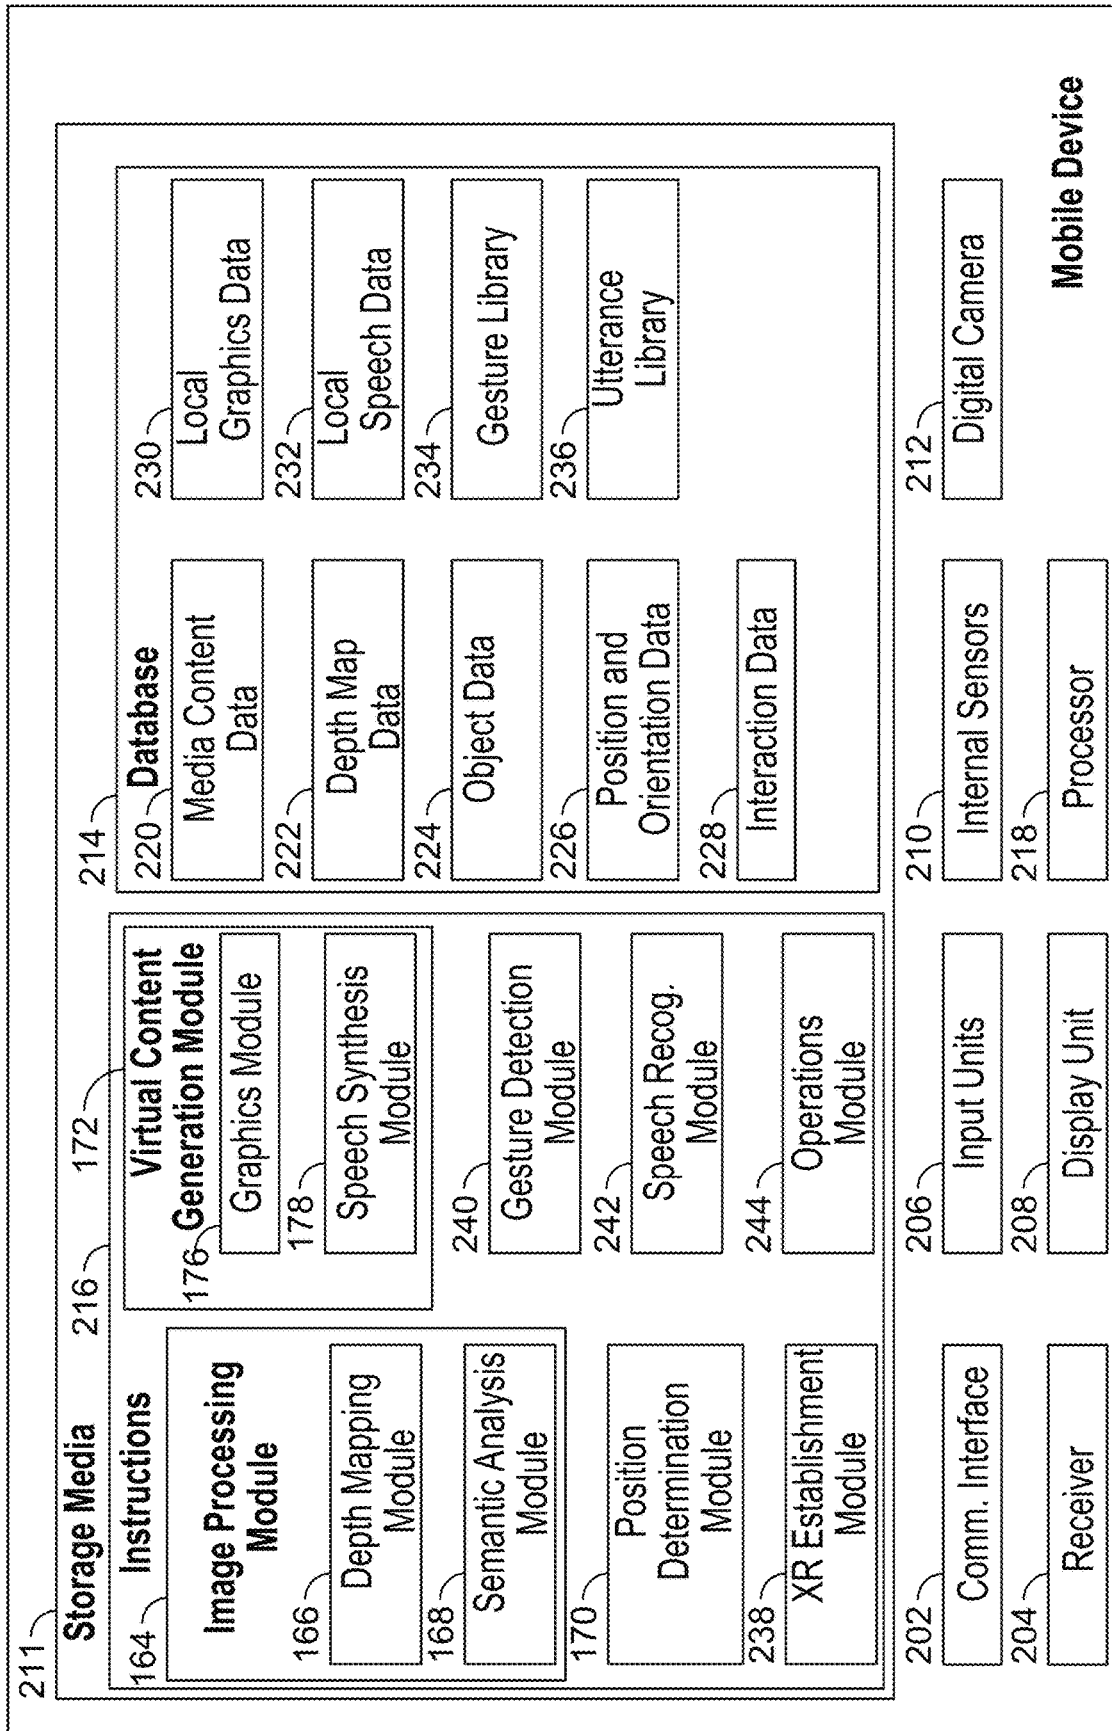 211
Storage Media
216
Instructions
164
Image Processing
Module
166
Depth Mapping
Module
168
Semantic Analysis
Module
170
Position
Determination
Module
238
XR Establishment
Module
172
Virtual Content
Generation Module
176
Graphics Module
178
Speech Synthesis
Module
240
Gesture Detection
Module
242
Speech Recog.
Module
244
Operations
Module
214
Database
220
Media Content
Data
222
Depth Map
Data
224
Object Data
226
Position and
Orientation Data
228
Interaction Data
230
Local
Graphics Data
232
Local
Speech Data
234
Gesture Library
236
Utterance
Library
202
Comm. Interface
206
Input Units
210
Internal Sensors
212
Digital Camera
204
Receiver
208
Display Unit
218
Processor
Mobile Device